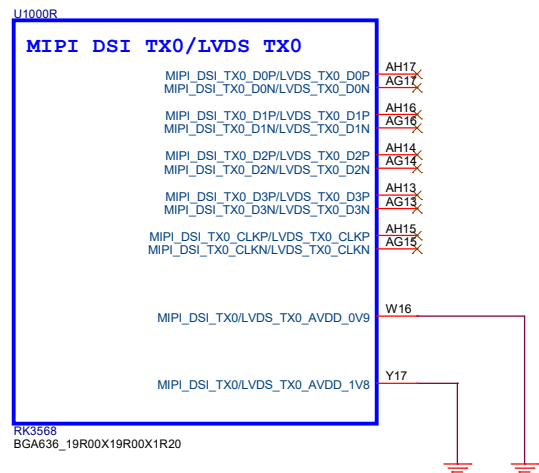 U1000R
MIPI DSI TX0/LVDS TX0
MIPI_DSI_TX0_D0P/LVDS_TX0_D0P AH17
MIPI_DSI_TX0_D0N/LVDS_TX0_D0N AG17
MIPI_DSI_TX0_D1P/LVDS_TX0_D1P AH16
MIPI_DSI_TX0_D1N/LVDS_TX0_D1N AG16
MIPI_DSI_TX0_D2P/LVDS_TX0_D2P AH14
MIPI_DSI_TX0_D2N/LVDS_TX0_D2N AG14
MIPI_DSI_TX0_D3P/LVDS_TX0_D3P AH13
MIPI_DSI_TX0_D3N/LVDS_TX0_D3N AG13
MIPI_DSI_TX0_CLKP/LVDS_TX0_CLKP AH15
MIPI_DSI_TX0_CLKN/LVDS_TX0_CLKN AG15
MIPI_DSI_TX0/LVDS_TX0_AVDD_0V9 W16
MIPI_DSI_TX0/LVDS_TX0_AVDD_1V8 Y17
RK3568
BGA636_19R00X19R00X1R20